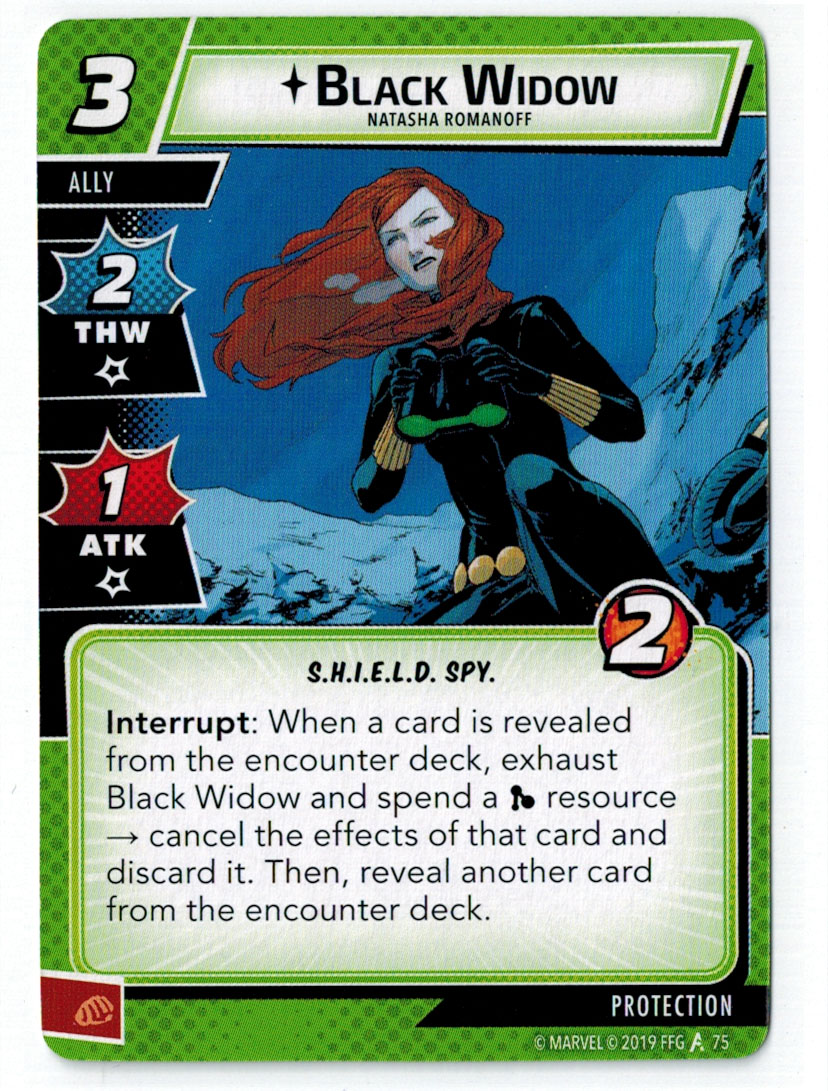 3
BLACK WIDOW
NATASHA ROMANOFF
ALLY
2
THW
1
ATK
2
S.H.I.E.L.D. SPY.
Interrupt: When a card is revealed
from the encounter deck, exhaust
Black Widow and spend a resource
→ cancel the effects of that card and
discard it. Then, reveal another card
from the encounter deck.
PROTECTION
© MARVEL © 2019 FFG 75